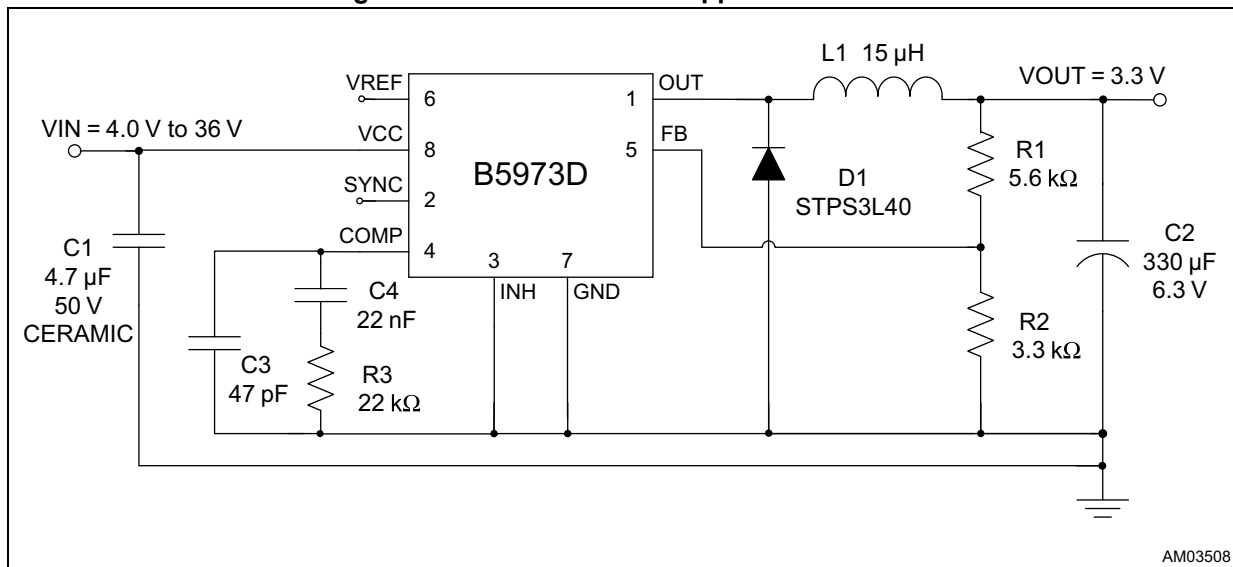 VREF
6
OUT
1
L1 15 µH
VOUT = 3.3 V
VIN = 4.0 V to 36 V
VCC
8
FB
5
B5973D
SYNC
2
COMP
4
3
INH
7
GND
D1
STPS3L40
R1
5.6 kΩ
C1
4.7 µF
50 V
CERAMIC
C4
22 nF
C2
330 µF
6.3 V
C3
47 pF
R3
22 kΩ
R2
3.3 kΩ
AM03508